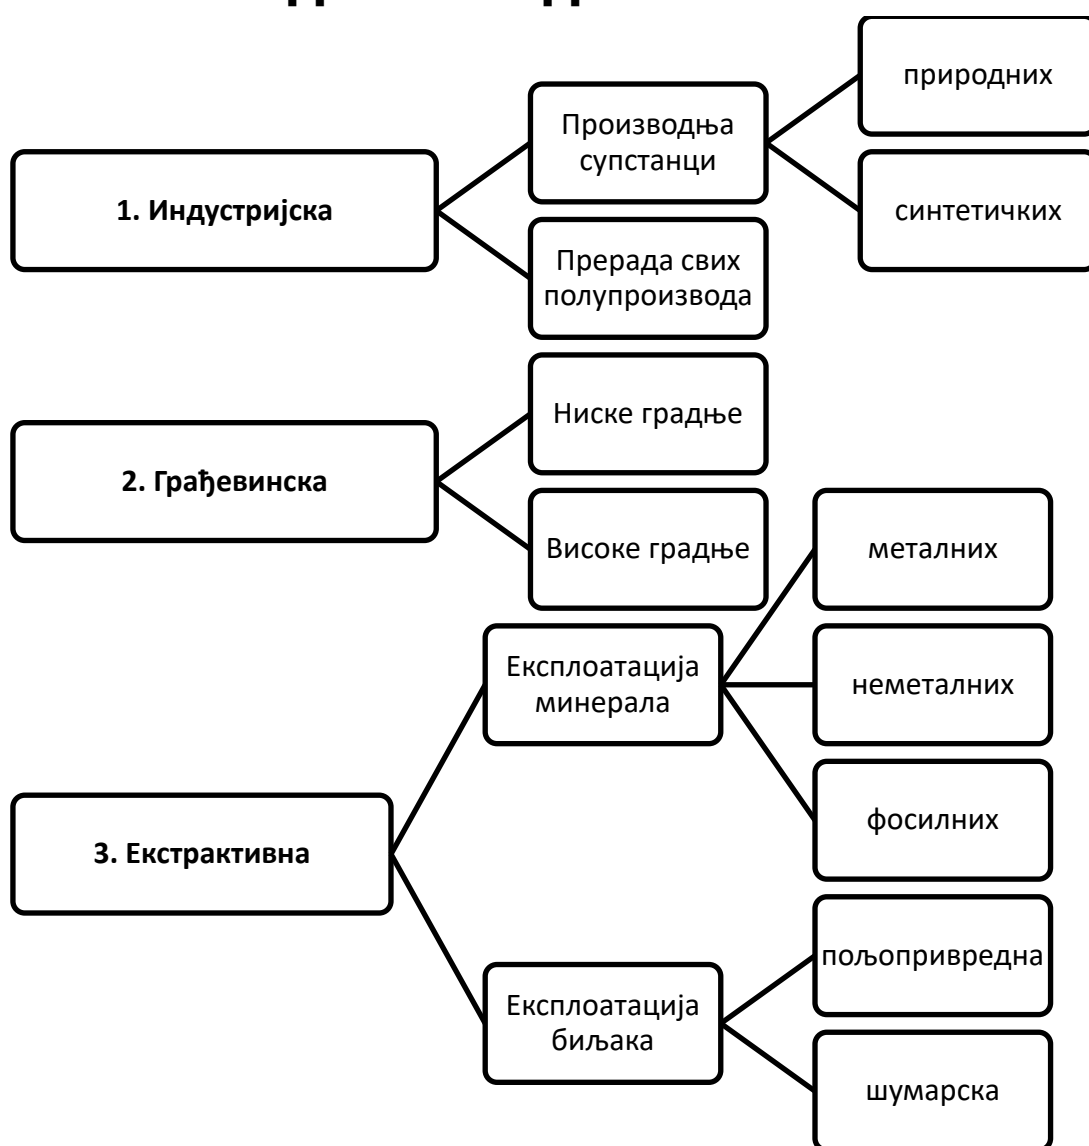 природних
Производња
супстанци
1. Индустријска
синтетичких
Прерада свих
полупроизвода
Ниске градње
2. Грађевинска
Високе градње
металних
Експлоатација
минерала
неметалних
фосилних
3. Екстрактивна
пољопривредна
Експлоатација
биљака
шумарска